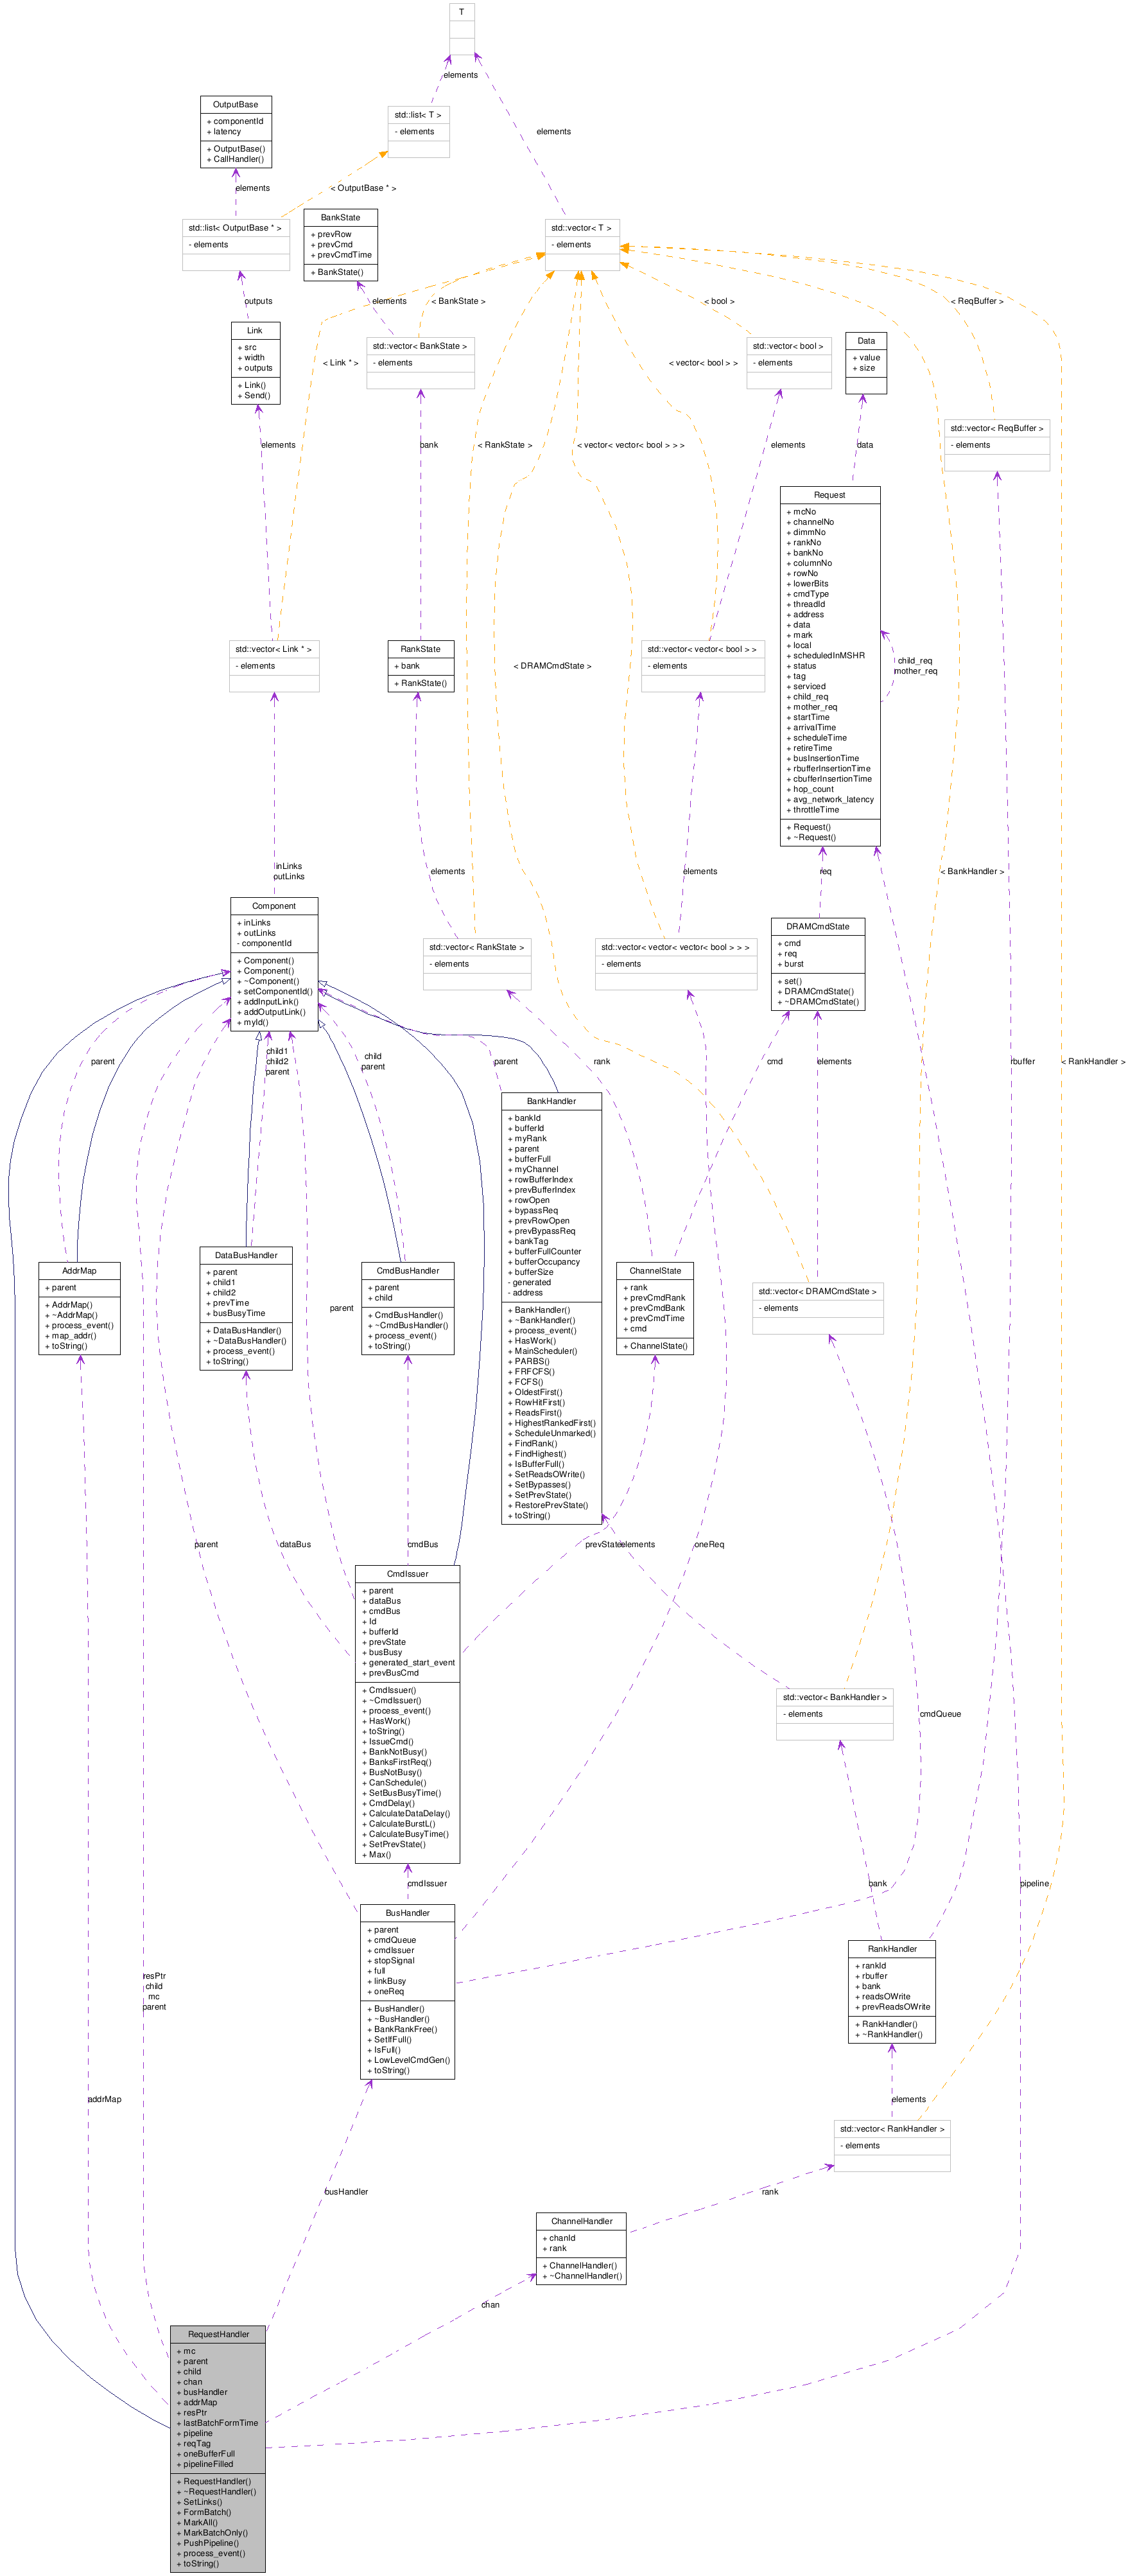 T
elements
std::list< T >
- elements
OutputBase
+ componentId
+ latency
+ OutputBase()
+ CallHandler()
elements
elements
< OutputBase * >
std::list< OutputBase * >
- elements
BankState
+ prevRow
+ prevCmd
+ prevCmdTime
+ BankState()
std::vector< T >
- elements
outputs
elements
< BankState >
< bool >
< ReqBuffer >
Link
+ src
+ width
+ outputs
+ Link()
+ Send()
std::vector< BankState >
- elements
std::vector< bool >
- elements
Data
+ value
+ size
< Link * >
< vector< bool > >
std::vector< ReqBuffer >
- elements
elements
bank
< RankState >
< vector< vector< bool > > >
elements
data
Request
+ mcNo
+ channelNo
+ dimmNo
+ rankNo
+ bankNo
+ columnNo
+ rowNo
+ lowerBits
+ cmdType
+ threadId
+ address
+ data
+ mark
+ local
+ scheduledInMSHR
+ status
+ tag
+ serviced
+ child_req
+ mother_req
+ startTime
+ arrivalTime
+ scheduleTime
+ retireTime
+ busInsertionTime
+ rbufferInsertionTime
+ cbufferInsertionTime
+ hop_count
+ avg_network_latency
+ throttleTime
+ Request()
+ ~Request()
child_req
mother_req
std::vector< Link * >
- elements
RankState
+ bank
+ RankState()
std::vector< vector< bool > >
- elements
< DRAMCmdState >
inLinks
outLinks
elements
elements
req
< BankHandler >
Component
+ inLinks
+ outLinks
- componentId
+ Component()
+ Component()
+ ~Component()
+ setComponentId()
+ addInputLink()
+ addOutputLink()
+ myId()
std::vector< RankState >
- elements
std::vector< vector< vector< bool > > >
- elements
DRAMCmdState
+ cmd
+ req
+ burst
+ set()
+ DRAMCmdState()
+ ~DRAMCmdState()
parent
child1
child2
parent
child
parent
parent
rank
cmd
elements
rbuffer
< RankHandler >
BankHandler
+ bankId
+ bufferId
+ myRank
+ parent
+ bufferFull
+ myChannel
+ rowBufferIndex
+ prevBufferIndex
+ rowOpen
+ bypassReq
+ prevRowOpen
+ prevBypassReq
+ bankTag
+ bufferFullCounter
+ bufferOccupancy
+ bufferSize
- generated
- address
+ BankHandler()
+ ~BankHandler()
+ process_event()
+ HasWork()
+ MainScheduler()
+ PARBS()
+ FRFCFS()
+ FCFS()
+ OldestFirst()
+ RowHitFirst()
+ ReadsFirst()
+ HighestRankedFirst()
+ ScheduleUnmarked()
+ FindRank()
+ FindHighest()
+ IsBufferFull()
+ SetReadsOWrite()
+ SetBypasses()
+ SetPrevState()
+ RestorePrevState()
+ toString()
AddrMap
+ parent
+ AddrMap()
+ ~AddrMap()
+ process_event()
+ map_addr()
+ toString()
DataBusHandler
+ parent
+ child1
+ child2
+ prevTime
+ busBusyTime
+ DataBusHandler()
+ ~DataBusHandler()
+ process_event()
+ toString()
parent
CmdBusHandler
+ parent
+ child
+ CmdBusHandler()
+ ~CmdBusHandler()
+ process_event()
+ toString()
ChannelState
+ rank
+ prevCmdRank
+ prevCmdBank
+ prevCmdTime
+ cmd
+ ChannelState()
std::vector< DRAMCmdState >
- elements
parent
dataBus
cmdBus
prevState
elements
oneReq
CmdIssuer
+ parent
+ dataBus
+ cmdBus
+ Id
+ bufferId
+ prevState
+ busBusy
+ generated_start_event
+ prevBusCmd
+ CmdIssuer()
+ ~CmdIssuer()
+ process_event()
+ HasWork()
+ toString()
+ IssueCmd()
+ BankNotBusy()
+ BanksFirstReq()
+ BusNotBusy()
+ CanSchedule()
+ SetBusBusyTime()
+ CmdDelay()
+ CalculateDataDelay()
+ CalculateBurstL()
+ CalculateBusyTime()
+ SetPrevState()
+ Max()
std::vector< BankHandler >
- elements
cmdQueue
cmdIssuer
bank
pipeline
BusHandler
+ parent
+ cmdQueue
+ cmdIssuer
+ stopSignal
+ full
+ linkBusy
+ oneReq
+ BusHandler()
+ ~BusHandler()
+ BankRankFree()
+ SetIfFull()
+ IsFull()
+ LowLevelCmdGen()
+ toString()
RankHandler
+ rankId
+ rbuffer
+ bank
+ readsOWrite
+ prevReadsOWrite
+ RankHandler()
+ ~RankHandler()
resPtr
child
mc
parent
addrMap
elements
std::vector< RankHandler >
- elements
busHandler
rank
ChannelHandler
+ chanId
+ rank
+ ChannelHandler()
+ ~ChannelHandler()
chan
RequestHandler
+ mc
+ parent
+ child
+ chan
+ busHandler
+ addrMap
+ resPtr
+ lastBatchFormTime
+ pipeline
+ reqTag
+ oneBufferFull
+ pipelineFilled
+ RequestHandler()
+ ~RequestHandler()
+ SetLinks()
+ FormBatch()
+ MarkAll()
+ MarkBatchOnly()
+ PushPipeline()
+ process_event()
+ toString()